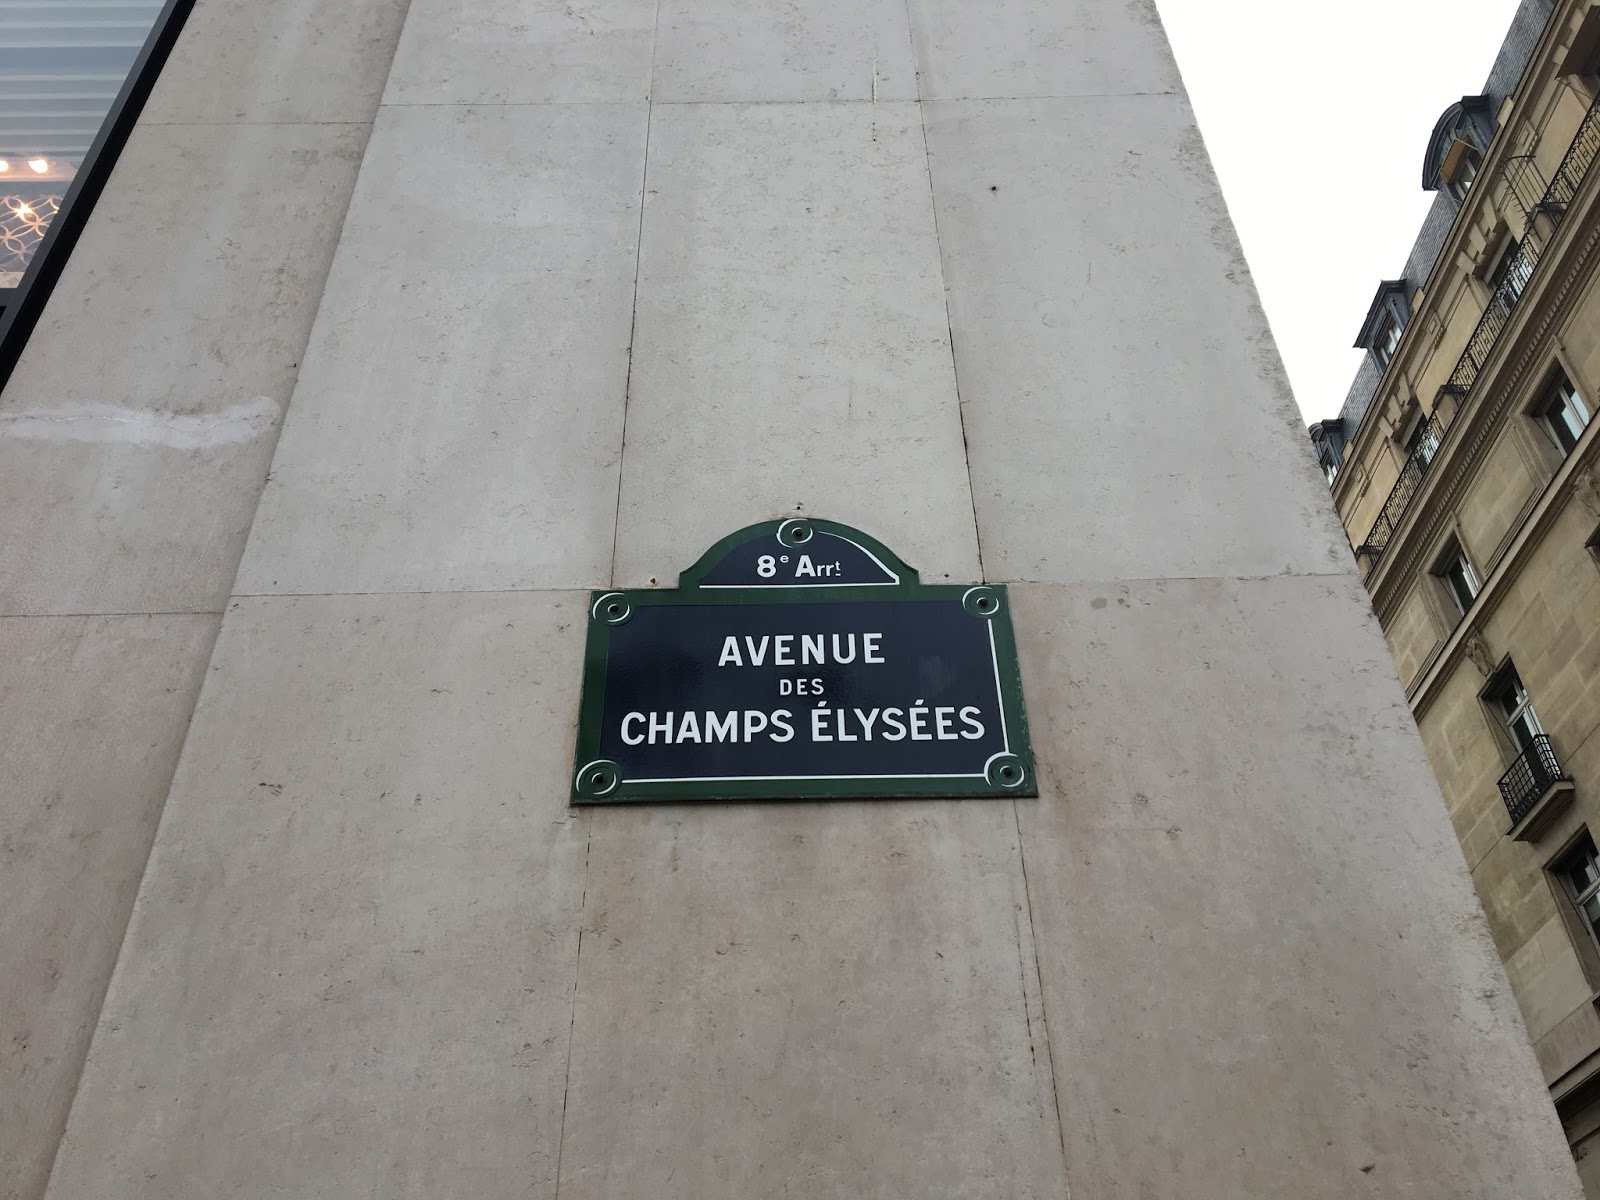 8e Arrt
AVENUE
DES
CHAMPS ÉLYSÉES